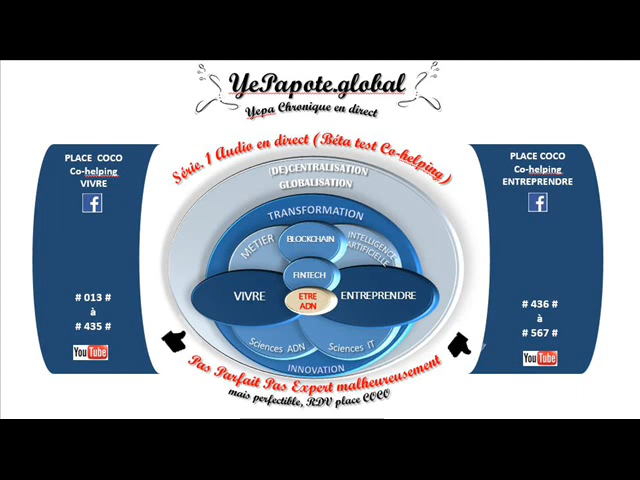 YePapote.global
Yepa Chronique en direct
Série, 1 Audio en direct (Béta test Co-helping)
PLACE COCO
Co-helping
VIVRE
# 013 #
à
# 435 #
YouTube
(DE)CENTRALISATION
GLOBALISATION
TRANSFORMATION
METIER
BLOCKCHAIN
INTELLIGENCE
ARTIFICIELLE
FINTECH
VIVRE
ETRE
ADN
ENTREPRENDRE
Sciences ADN
Sciences IT
INNOVATION
PLACE COCO
Co-helping
ENTREPRENDRE
# 436 #
à
# 567 #
YouTube
Pas Parfait Pas Expert malheureusement
mais perfectible, RDV place COCO